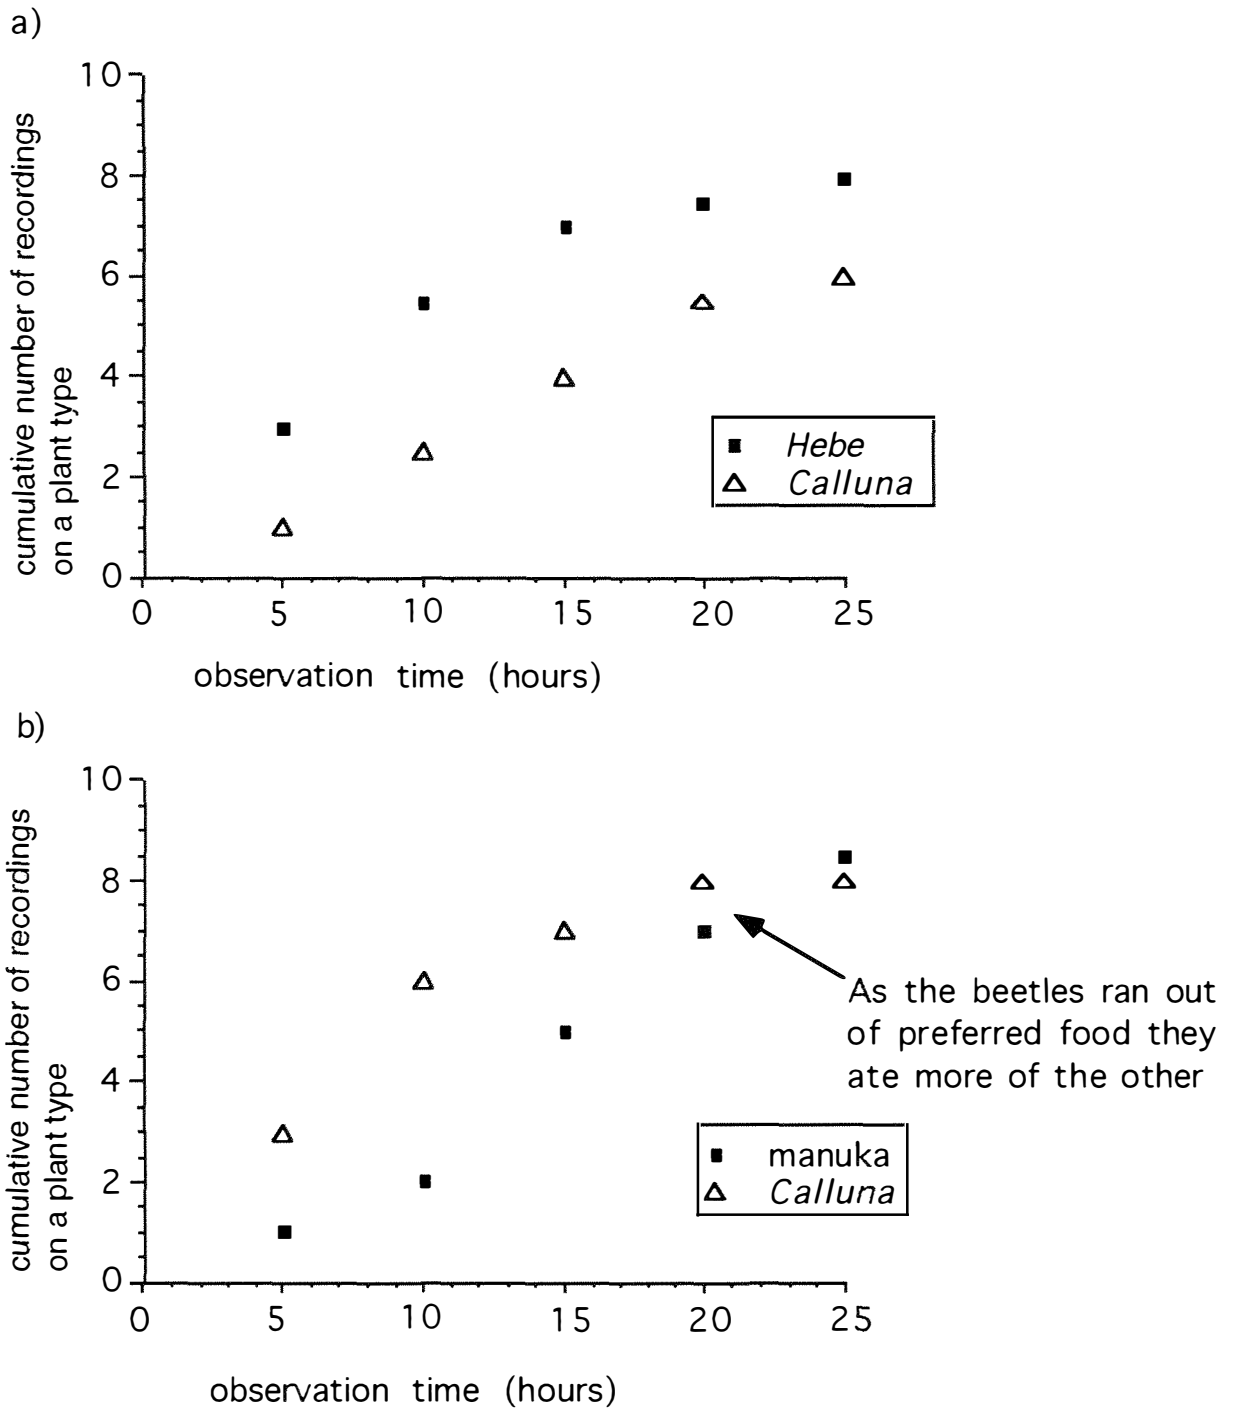 a)
10
8
6
4
2
0
cumulative number of recordings
on a plant type
Hebe
Calluna
0 5 10 15 20 25
observation time (hours)
b)
10
8
6
4
2
0
cumulative number of recordings
on a plant type
As the beetles ran out
of preferred food they
ate more of the other
manuka
Calluna
0 5 10 15 20 25
observation time (hours)